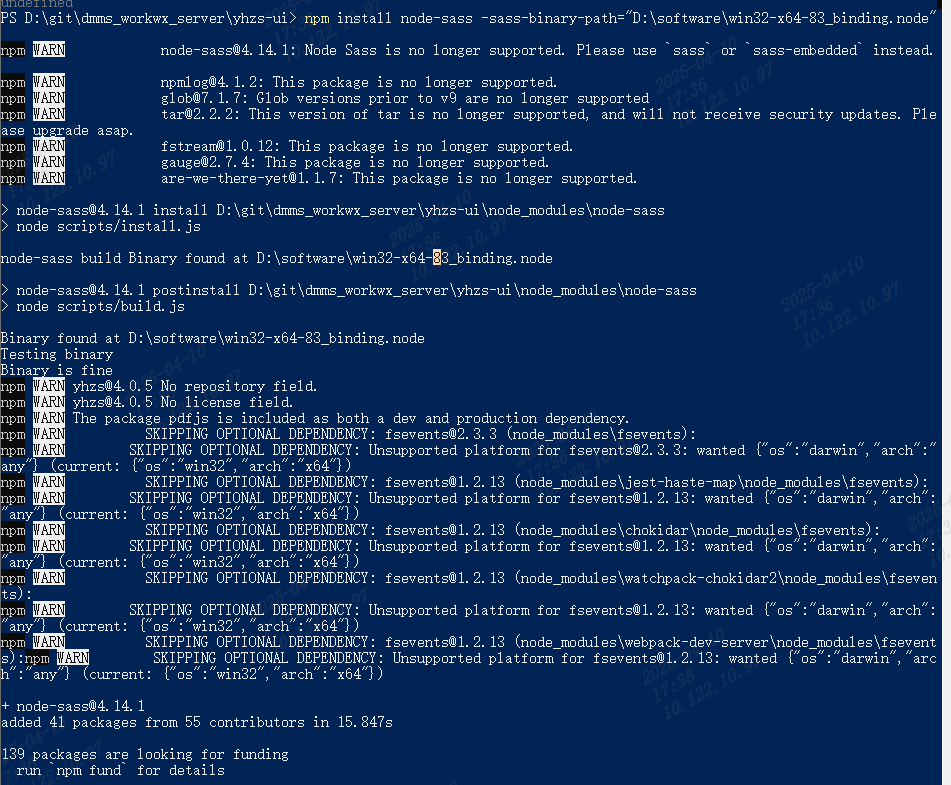 undefined
PS D:\git\dmms_workwx_server\yhzs-ui> npm install node-sass -sass-binary-path="D:\software\win32-x64-83_binding.node"
npm WARN node-sass@4.14.1: Node Sass is no longer supported. Please use `sass` or `sass-embedded` instead.
npm WARN npmlog@4.1.2: This package is no longer supported.
npm WARN glob@7.1.7: Glob versions prior to v9 are no longer supported
npm WARN tar@2.2.2: This version of tar is no longer supported, and will not receive security updates. Ple
ase upgrade asap.
npm WARN fstream@1.0.12: This package is no longer supported.
npm WARN gauge@2.7.4: This package is no longer supported.
npm WARN are-we-there-yet@1.1.7: This package is no longer supported.
> node-sass@4.14.1 install D:\git\dmms_workwx_server\yhzs-ui\node_modules\node-sass
> node scripts/install.js
node-sass build Binary found at D:\software\win32-x64-83_binding.node
> node-sass@4.14.1 postinstall D:\git\dmms_workwx_server\yhzs-ui\node_modules\node-sass
> node scripts/build.js
Binary found at D:\software\win32-x64-83_binding.node
Testing binary
Binary is fine
npm WARN yhzs@4.0.5 No repository field.
npm WARN yhzs@4.0.5 No license field.
npm WARN The package pdfjs is included as both a dev and production dependency.
npm WARN SKIPPING OPTIONAL DEPENDENCY: fsevents@2.3.3 (node_modules\fsevents):
npm WARN SKIPPING OPTIONAL DEPENDENCY: Unsupported platform for fsevents@2.3.3: wanted {"os":"darwin","arch":
"any"} (current: {"os":"win32","arch":"x64"})
npm WARN SKIPPING OPTIONAL DEPENDENCY: fsevents@1.2.13 (node_modules\jest-haste-map\node_modules\fsevents):
npm WARN SKIPPING OPTIONAL DEPENDENCY: Unsupported platform for fsevents@1.2.13: wanted {"os":"darwin","arch":
"any"} (current: {"os":"win32","arch":"x64"})
npm WARN SKIPPING OPTIONAL DEPENDENCY: fsevents@1.2.13 (node_modules\chokidar\node_modules\fsevents):
npm WARN SKIPPING OPTIONAL DEPENDENCY: Unsupported platform for fsevents@1.2.13: wanted {"os":"darwin","arch":
"any"} (current: {"os":"win32","arch":"x64"})
npm WARN SKIPPING OPTIONAL DEPENDENCY: fsevents@1.2.13 (node_modules\watchpack-chokidar2\node_modules\fseven
ts):
npm WARN SKIPPING OPTIONAL DEPENDENCY: Unsupported platform for fsevents@1.2.13: wanted {"os":"darwin","arch":
"any"} (current: {"os":"win32","arch":"x64"})
npm WARN SKIPPING OPTIONAL DEPENDENCY: fsevents@1.2.13 (node_modules\webpack-dev-server\node_modules\fsevent
s):npm WARN SKIPPING OPTIONAL DEPENDENCY: Unsupported platform for fsevents@1.2.13: wanted {"os":"darwin","arc
h":"any"} (current: {"os":"win32","arch":"x64"})
+ node-sass@4.14.1
added 41 packages from 55 contributors in 15.847s
139 packages are looking for funding
run `npm fund` for details
2025-04-10
17:36
10.122.10.97